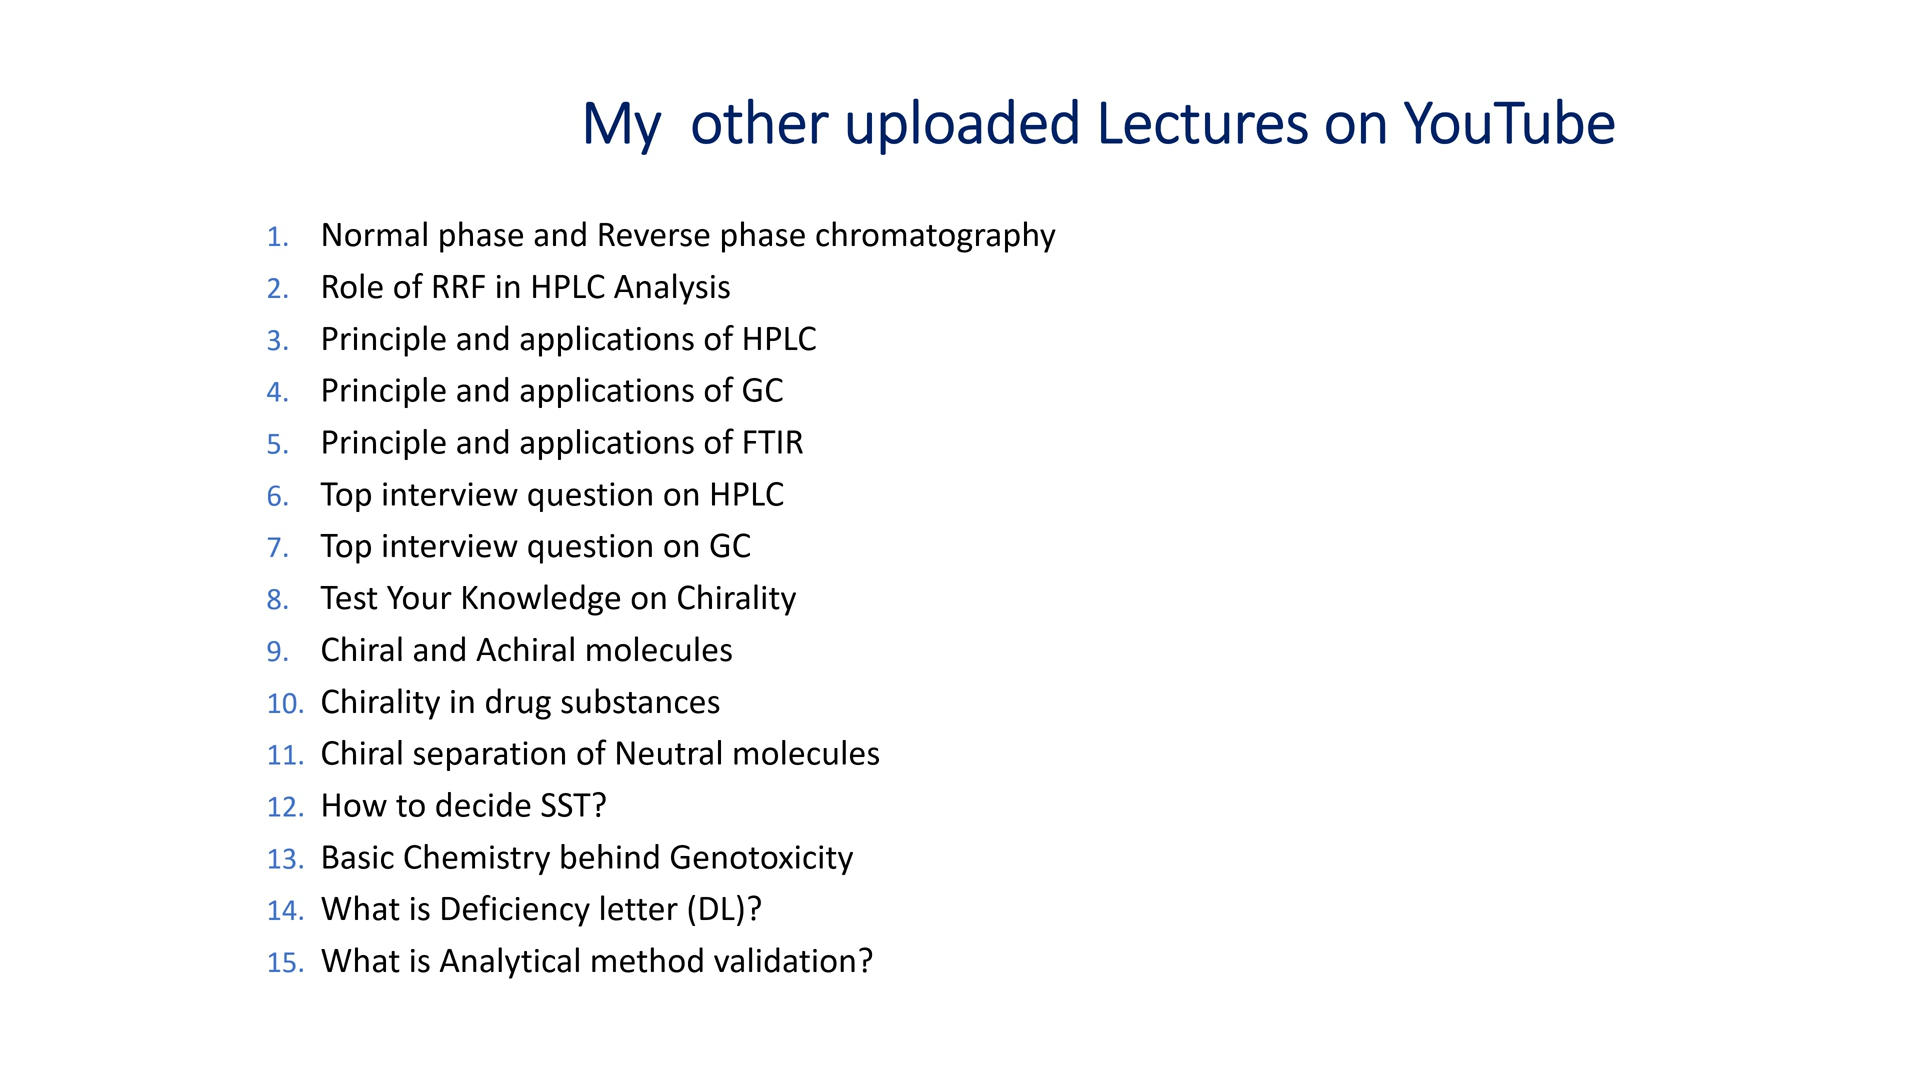 My  other uploaded Lectures on YouTube
1. Normal phase and Reverse phase chromatography
2. Role of RRF in HPLC Analysis
3. Principle and applications of HPLC
4. Principle and applications of GC
5. Principle and applications of FTIR
6. Top interview question on HPLC
7. Top interview question on GC
8. Test Your Knowledge on Chirality
9. Chiral and Achiral molecules
10. Chirality in drug substances
11. Chiral separation of Neutral molecules
12. How to decide SST?
13. Basic Chemistry behind Genotoxicity
14. What is Deficiency letter (DL)?
15. What is Analytical method validation?